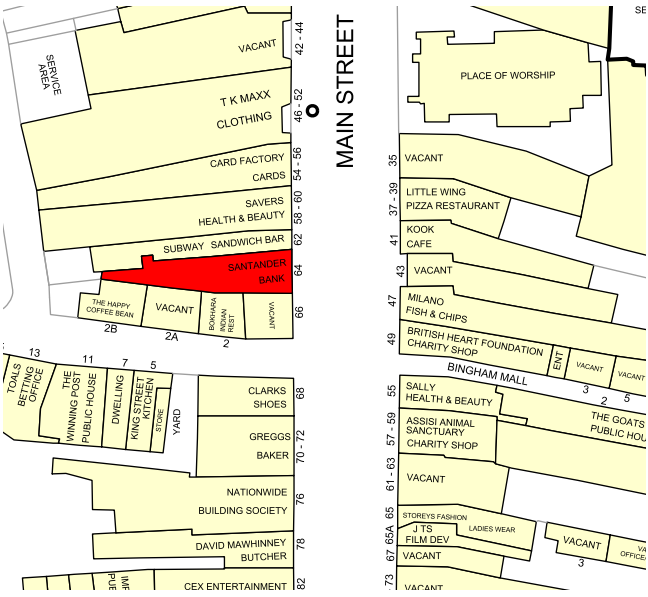 VACANT
42 - 44
SERVICE
AREA
T K MAXX
CLOTHING
46 - 52
MAIN STREET
CARD FACTORY
CARDS
54 - 56
SAVERS
HEALTH & BEAUTY
58 - 60
SUBWAY SANDWICH BAR
62
SANTANDER
BANK
64
THE HAPPY
COFFEE BEAN
2B
VACANT
2A
BOKHARA
INDIAN
REST
2
VACANT
66
SE
PLACE OF WORSHIP
35
VACANT
37 - 39
LITTLE WING
PIZZA RESTAURANT
41
KOOK
CAFE
43
VACANT
47
MILANO
FISH & CHIPS
49
BRITISH HEART FOUNDATION
CHARITY SHOP
ENT
VACANT
3
VACANT
5
BINGHAM MALL
2
13
TOALS
BETTING
OFFICE
11
THE
WINNING POST
PUBLIC HOUSE
7
DWELLING
5
KING STREET
KITCHEN
STORE
YARD
CLARKS
SHOES
68
GREGGS
BAKER
70 - 72
NATIONWIDE
BUILDING SOCIETY
76
DAVID MAWHINNEY
BUTCHER
78
CEX ENTERTAINMENT
82
55
SALLY
HEALTH & BEAUTY
THE GOATS
PUBLIC HOU
57 - 59
ASSISI ANIMAL
SANCTUARY
CHARITY SHOP
61 - 63
VACANT
65
STOREYS FASHION
LADIES WEAR
65A
J TS
FILM DEV
67
VACANT
VACANT
3
VA
OFFICE
- 73
VACANT